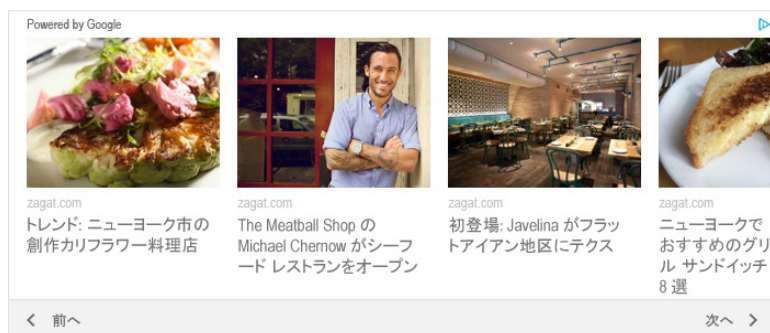 Powered by Google
zagat.com
トレンド: ニューヨーク市の
創作カリフラワー料理店
zagat.com
The Meatball Shop の
Michael Chernow がシーフ
ード レストランをオープン
zagat.com
初登場: Javelina がフラッ
トアイアン地区にテクス
zagat.com
ニューヨークで
おすすめのグリ
ル サンドイッチ
8 選
前へ
次へ